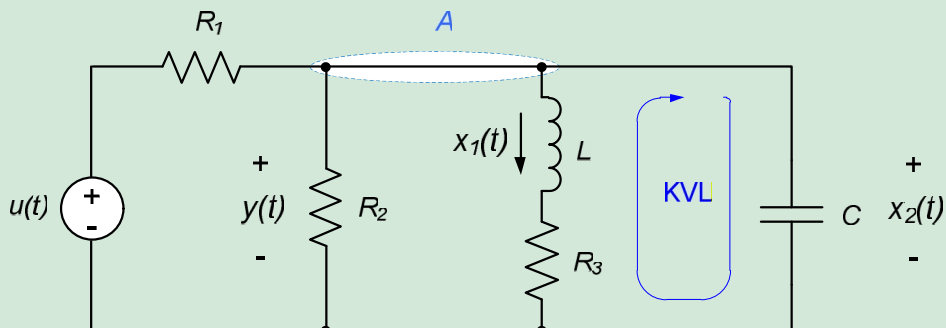 A
R1
x1(t)
L
+
u(t)
+
-
y(t)
-
R2
R3
KVL
C
+
x2(t)
-